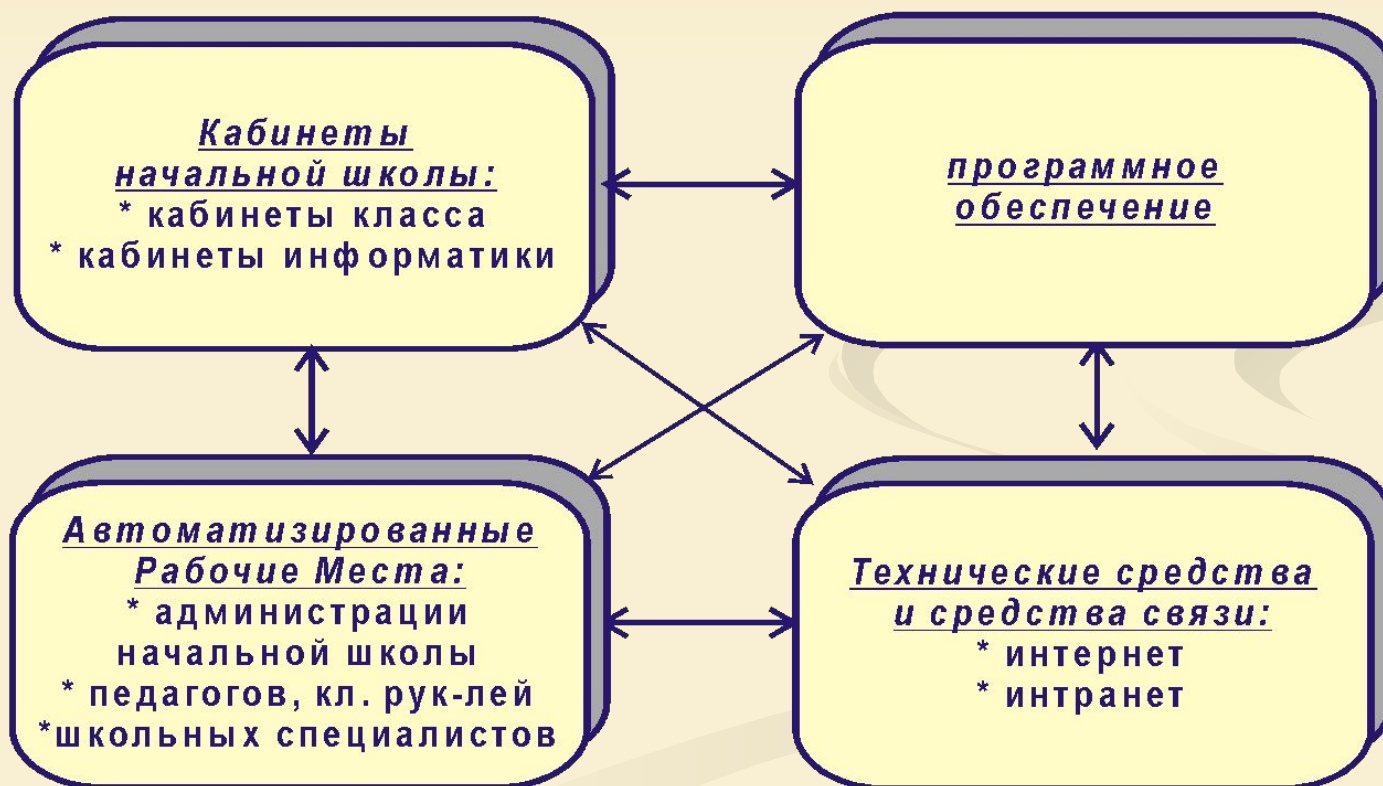 Кабинеты
начальной школы:
* кабинеты класса
* кабинеты информатики
программное
обеспечение
Автоматизированные
Рабочие Места:
* администрации
начальной школы
* педагогов, кл. рук-лей
*школьных специалистов
Технические средства
и средства связи:
* интернет
* интранет